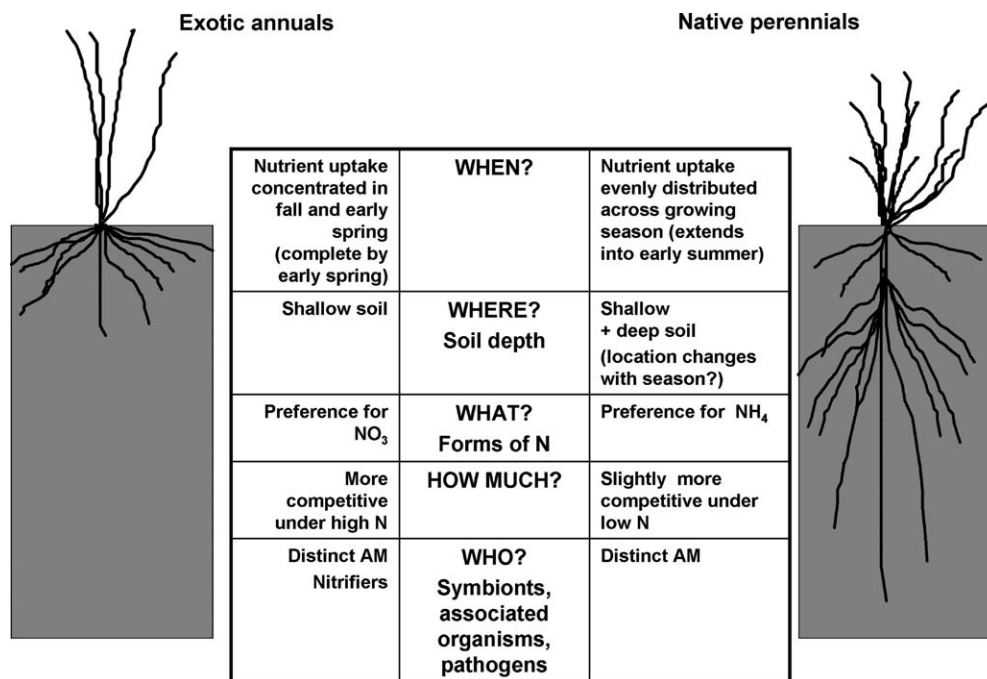 Exotic annuals
Native perennials
Nutrient uptake
concentrated in
fall and early
spring
(complete by
early spring)
WHEN?
Nutrient uptake
evenly distributed
across growing
season (extends
into early summer)
Shallow soil
WHERE?
Soil depth
Shallow
+ deep soil
(location changes
with season?)
Preference for
NO₃
WHAT?
Forms of N
Preference for NH₄
More
competitive
under high N
HOW MUCH?
Slightly more
competitive under
low N
Distinct AM
Nitrifiers
WHO?
Symbionts,
associated
organisms,
pathogens
Distinct AM